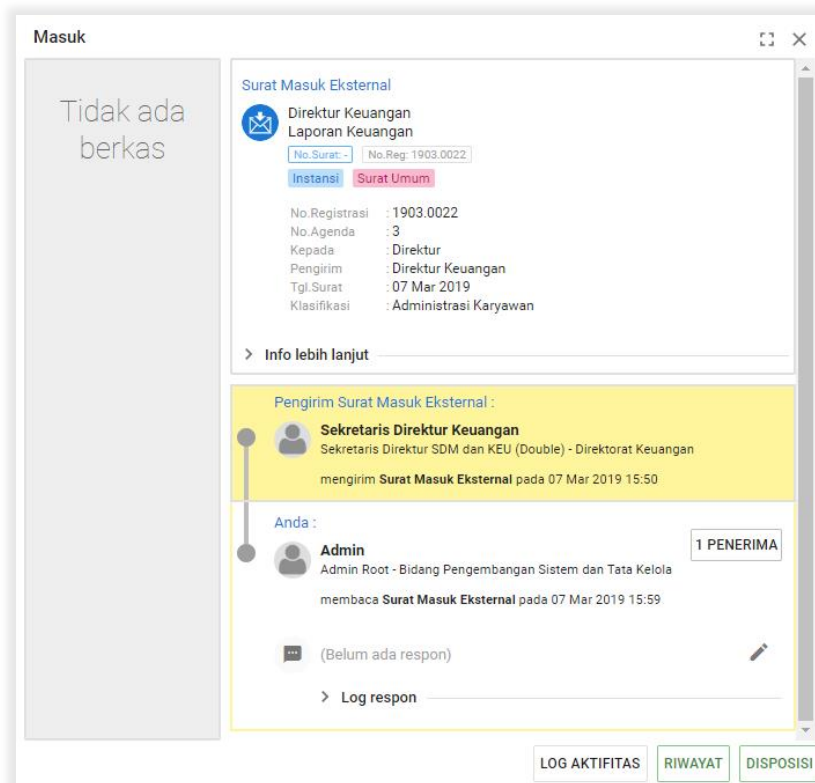 Masuk
Tidak ada
berkas
Surat Masuk Eksternal
Direktur Keuangan
Laporan Keuangan
No.Surat: - No.Reg: 1903.0022
Instansi Surat Umum
No.Registrasi : 1903.0022
No.Agenda : 3
Kepada : Direktur
Pengirim : Direktur Keuangan
Tgl.Surat : 07 Mar 2019
Klasifikasi : Administrasi Karyawan
Info lebih lanjut
Pengirim Surat Masuk Eksternal :
Sekretaris Direktur Keuangan
Sekretaris Direktur SDM dan KEU (Double) - Direktorat Keuangan
mengirim Surat Masuk Eksternal pada 07 Mar 2019 15:50
Anda :
1 PENERIMA
Admin
Admin Root - Bidang Pengembangan Sistem dan Tata Kelola
membaca Surat Masuk Eksternal pada 07 Mar 2019 15:59
(Belum ada respon)
Log respon
LOG AKTIFITAS RIWAYAT DISPOSISI